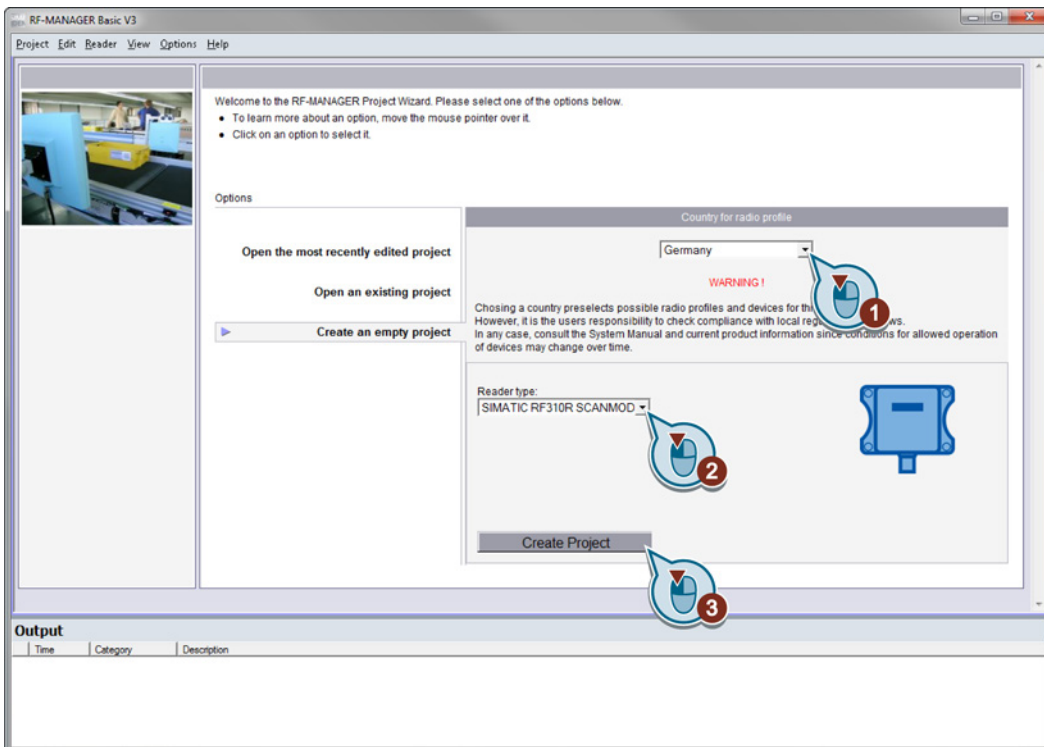 RF-MANAGER Basic V3
Project Edit Reader View Options Help
Welcome to the RF-MANAGER Project Wizard. Please select one of the options below.
• To learn more about an option, move the mouse pointer over it.
• Click on an option to select it.
Options
Open the most recently edited project
Open an existing project
Create an empty project
Country for radio profile
Germany
WARNING !
Chosing a country preselects possible radio profiles and devices for
However, it is the users responsibility to check compliance with local
In any case, consult the System Manual and current product information since conditions for allowed operation
of devices may change over time.
1
Reader type:
SIMATIC RF310R SCANMOD
2
Create Project
3
Output
Time Category Description